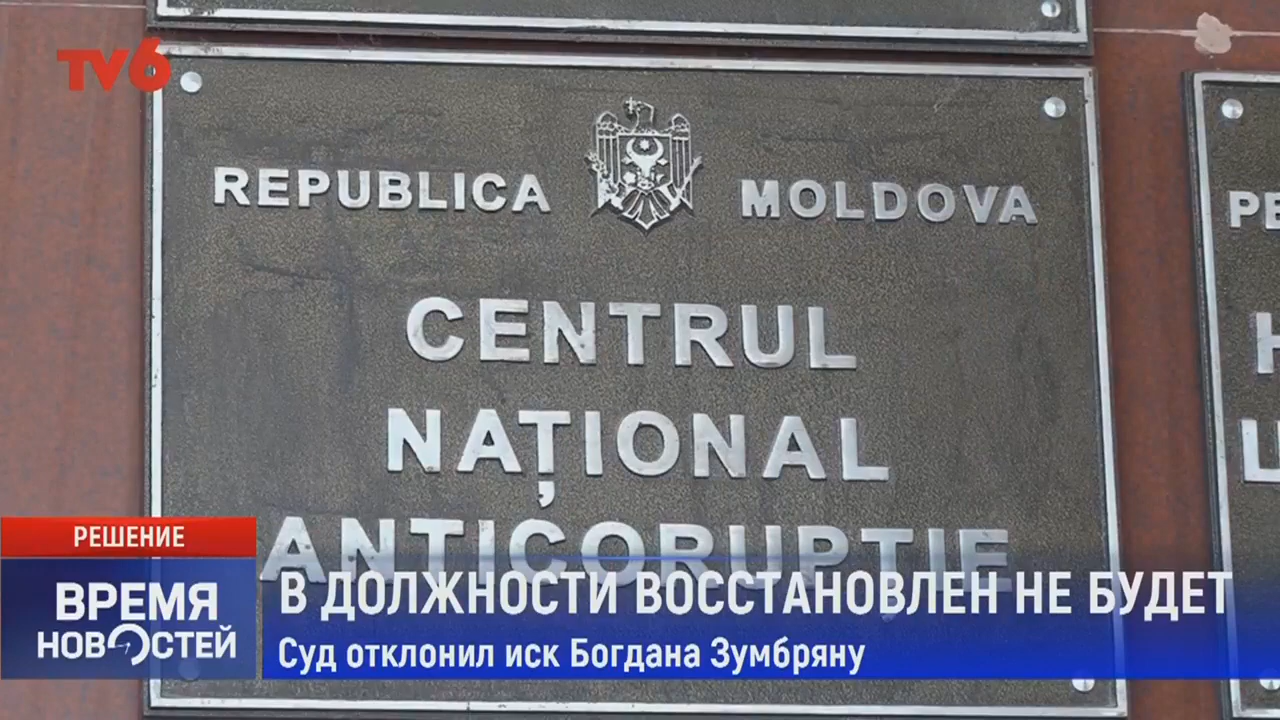 TV6
REPUBLICA MOLDOVA
CENTRUL
NAȚIONAL
ANTICORUPȚIE
РЕШЕНИЕ
ВРЕМЯ
НОВОСТЕЙ
В ДОЛЖНОСТИ ВОССТАНОВЛЕН НЕ БУДЕТ
Суд отклонил иск Богдана Зумбряну